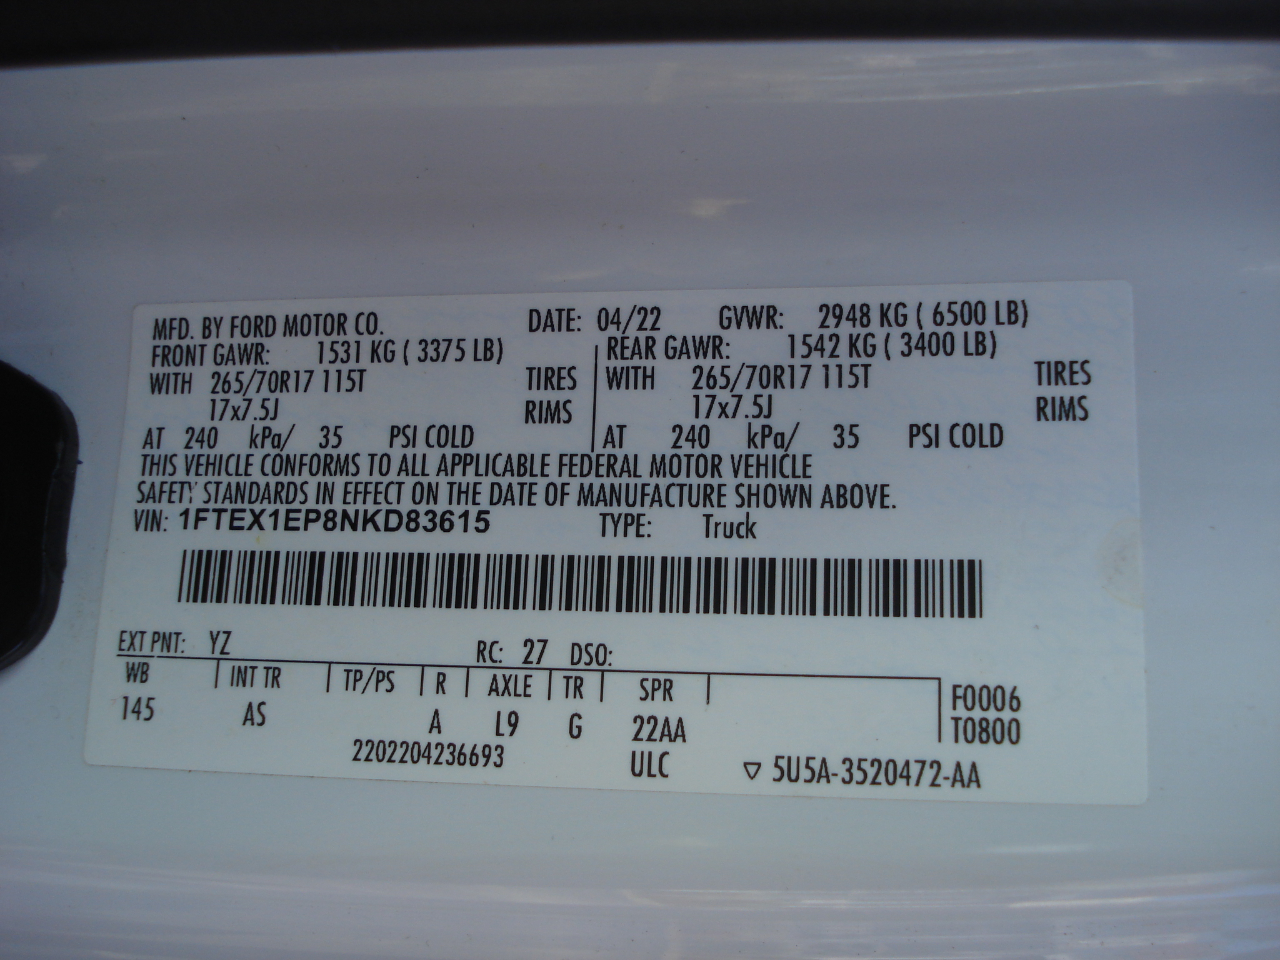 MFD. BY FORD MOTOR CO. DATE: 04/22 GVWR: 2948 KG ( 6500 LB)
FRONT GAWR: 1531 KG ( 3375 LB) REAR GAWR: 1542 KG ( 3400 LB)
WITH 265/70R17 115T TIRES WITH 265/70R17 115T TIRES
17x7.5J RIMS 17x7.5J RIMS
AT 240 kPa/ 35 PSI COLD AT 240 kPa/ 35 PSI COLD
THIS VEHICLE CONFORMS TO ALL APPLICABLE FEDERAL MOTOR VEHICLE
SAFETY STANDARDS IN EFFECT ON THE DATE OF MANUFACTURE SHOWN ABOVE.
VIN: 1FTEX1EP8NKD83615 TYPE: Truck
EXT PNT: YZ RC: 27 DSO:
WB INT TR TP/PS R AXLE TR SPR F0006
145 AS A L9 G 22AA T0800
2202204236693 ULC ▽ 5U5A-3520472-AA